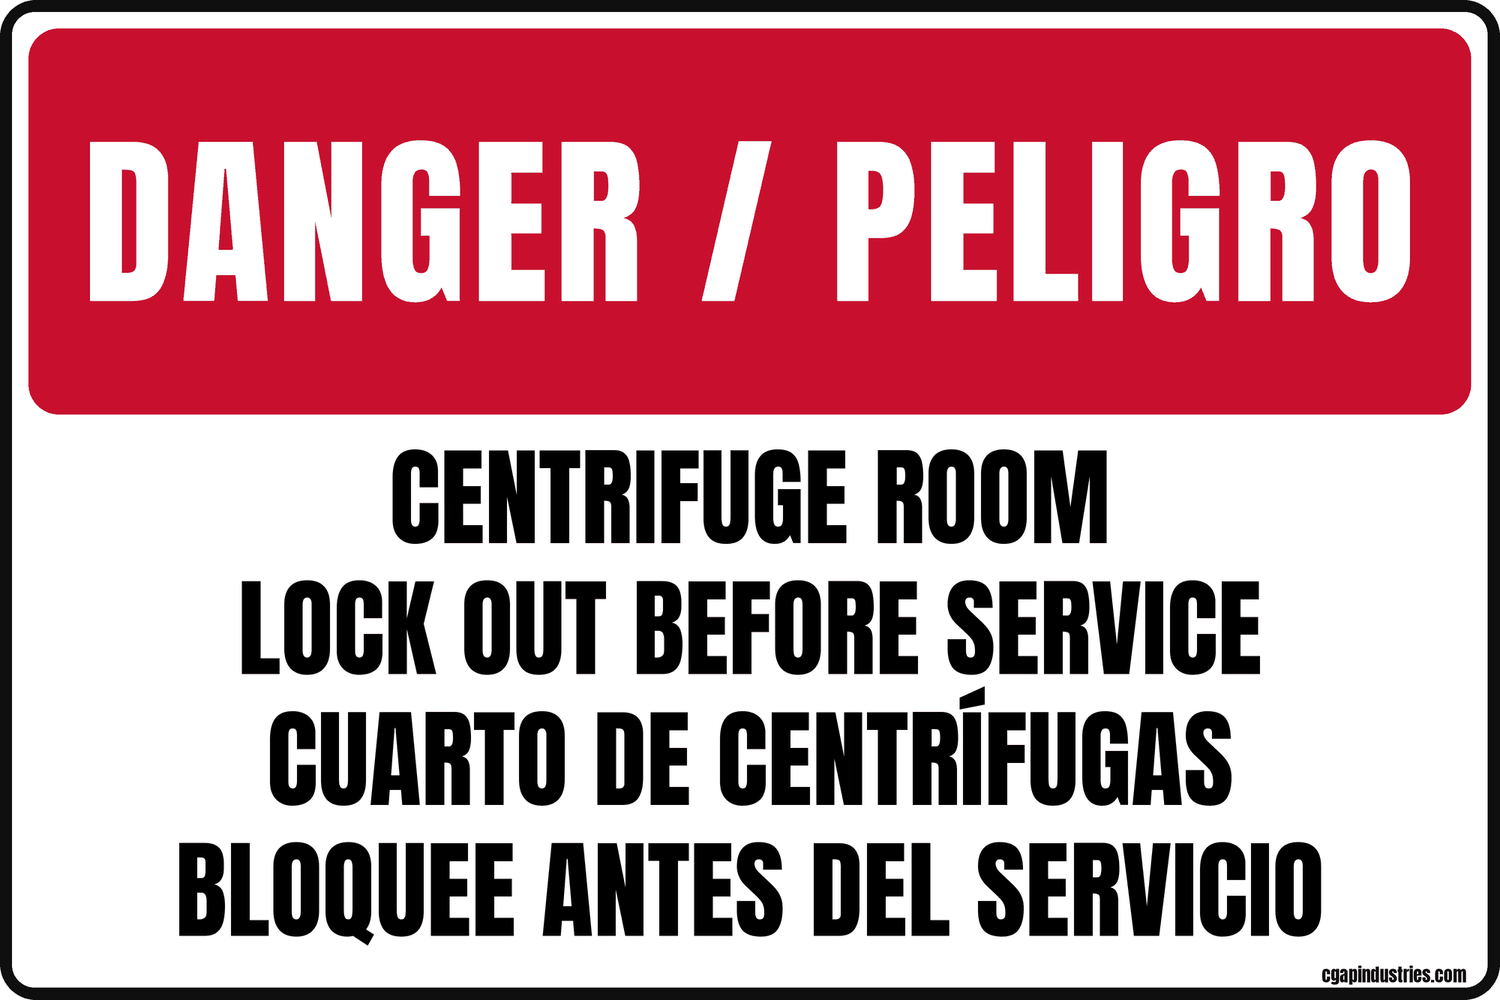 DANGER / PELIGRO
CENTRIFUGE ROOM
LOCK OUT BEFORE SERVICE
CUARTO DE CENTRÍFUGAS
BLOQUEE ANTES DEL SERVICIO
cgapindustries.com